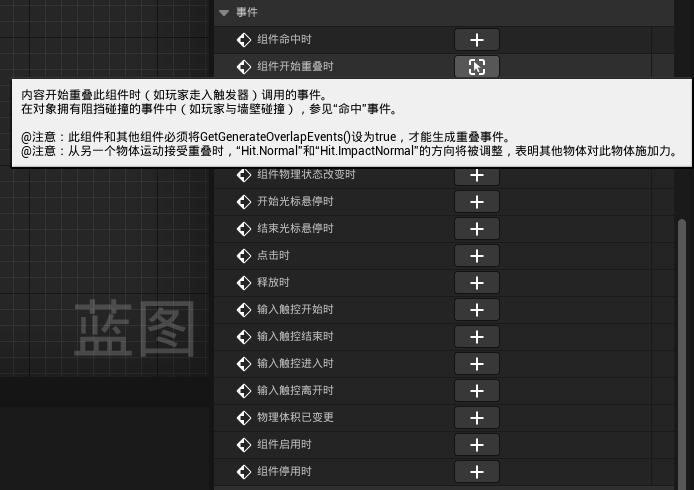 事件
组件命中时
组件开始重叠时
内容开始重叠此组件时（如玩家走入触发器）调用的事件。
在对象拥有阻挡碰撞的事件中（如玩家与墙壁碰撞），参见“命中”事件。
@注意：此组件和其他组件必须将GetGenerateOverlapEvents()设为true，才能生成重叠事件。
@注意：从另一个物体运动接受重叠时，“Hit.Normal”和“Hit.ImpactNormal”的方向将被调整，表明其他物体对此物体施加力。
组件物理状态改变时
开始光标悬停时
结束光标悬停时
点击时
释放时
输入触控开始时
输入触控结束时
输入触控进入时
输入触控离开时
物理体积已变更
组件启用时
组件停用时
蓝图